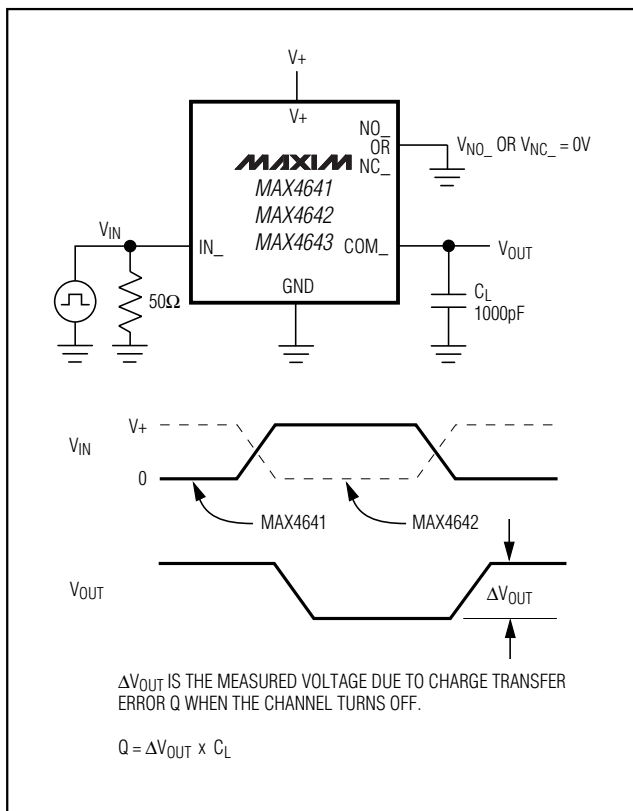 V+
V+
NO_
OR
NC_
V_NO_ OR V_NC_ = 0V
MAXIM
MAX4641
MAX4642
MAX4643
V_IN
IN_
COM_
V_OUT
50Ω
GND
C_L
1000pF
V_IN
V+
0
MAX4641
MAX4642
V_OUT
ΔV_OUT
ΔV_OUT IS THE MEASURED VOLTAGE DUE TO CHARGE TRANSFER
ERROR Q WHEN THE CHANNEL TURNS OFF.
Q = ΔV_OUT x C_L